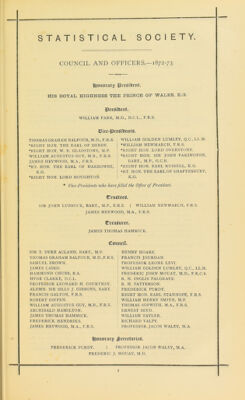 STATISTICAL SOCIETY.
COUNCIL AND OFFICERS.—1872-73.
Honorary President.
HIS ROYAL HIGHNESS THE PRINCE OF WALES, K.G.
President.
WILLIAM FARR, M.D., D.C.L., F.R.S.
Vice-Presidents.
THOMAS GRAHAM BALFOUR, M.D., F.R.S.
*RIGHT HON. THE EARL OF DERBY.
*RIGHT HON. W. E. GLADSTONE, M.P.
WILLIAM AUGUSTUS GUY, M.B., F.R.S.
JAMES HEYWOOD, M.A., F.R.S.
*RT. HON. THE EARL OF HARROWBY, K.G.
*RIGHT HON. LORD HOUGHTON.
WILLIAM GOLDEN LUMLEY, Q.C., LL.M.
*WILLIAM NEWMARCH, F.R.S.
*RIGHT HON. LORD OVERSTONE.
*RIGHT HON. SIR JOHN PAKINGTON, BART., M.P., G.C.B.
*RIGHT HON. EARL RUSSELL, K.G.
*RT. HON. THE EARL OF SHAFTESBURY, K.G.
* Vice-Presidents who have filled the Office of President.
Trustees.
SIR JOHN LUBBOCK, BART., M.P., F.R.S. | WILLIAM NEWMARCH, F.R.S.
JAMES HEYWOOD, M.A., F.R.S.
Treasurer.
JAMES THOMAS HAMMICK.
Council.
SIR T. DYKE ACLAND, BART., M.P.
THOMAS GRAHAM BALFOUR, M.D., F.R.S.
SAMUEL BROWN.
JAMES CAIRD.
HAMMOND CHUBB, B.A.
HYDE CLARKE, D.C.L.
PROFESSOR LEONARD H. COURTNEY.
FRANCIS GALTON, F.R.S.
ROBERT GIFFEN.
WILLIAM AUGUSTUS GUY, M.B., F.R.S.
ARCHIBALD HAMILTON.
JAMES THOMAS HAMMICK.
FREDERICK HENDRIKS.
JAMES HEYWOOD, M.A., F.R.S.
HENRY HOARE.
FRANCIS JOURDAN.
PROFESSOR LEONE LEVI.
WILLIAM GOLDEN LUMLEY, Q.C., LL.M.
FREDERIC JOHN MOUAT, M.D., F.R.C.S.
R. H. INGLIS PALGRAVE.
R. H. PATTERSON.
FREDERICK PURDY.
RIGHT HON. EARL STANHOPE, F.R.S.
WILLIAM HENRY SMITH, M.P.
THOMAS SOPWITH, M.A., F.R.S.
ERNEST SEYD.
WILLIAM TAYLER.
RICHARD VALPY.
PROFESSOR JACOB WALEY, M.A.
Honorary Secretaries.
FREDERICK PURDY. | PROFESSOR JACOB WALEY, M.A.
FREDERIC J. MOUAT, M.D.